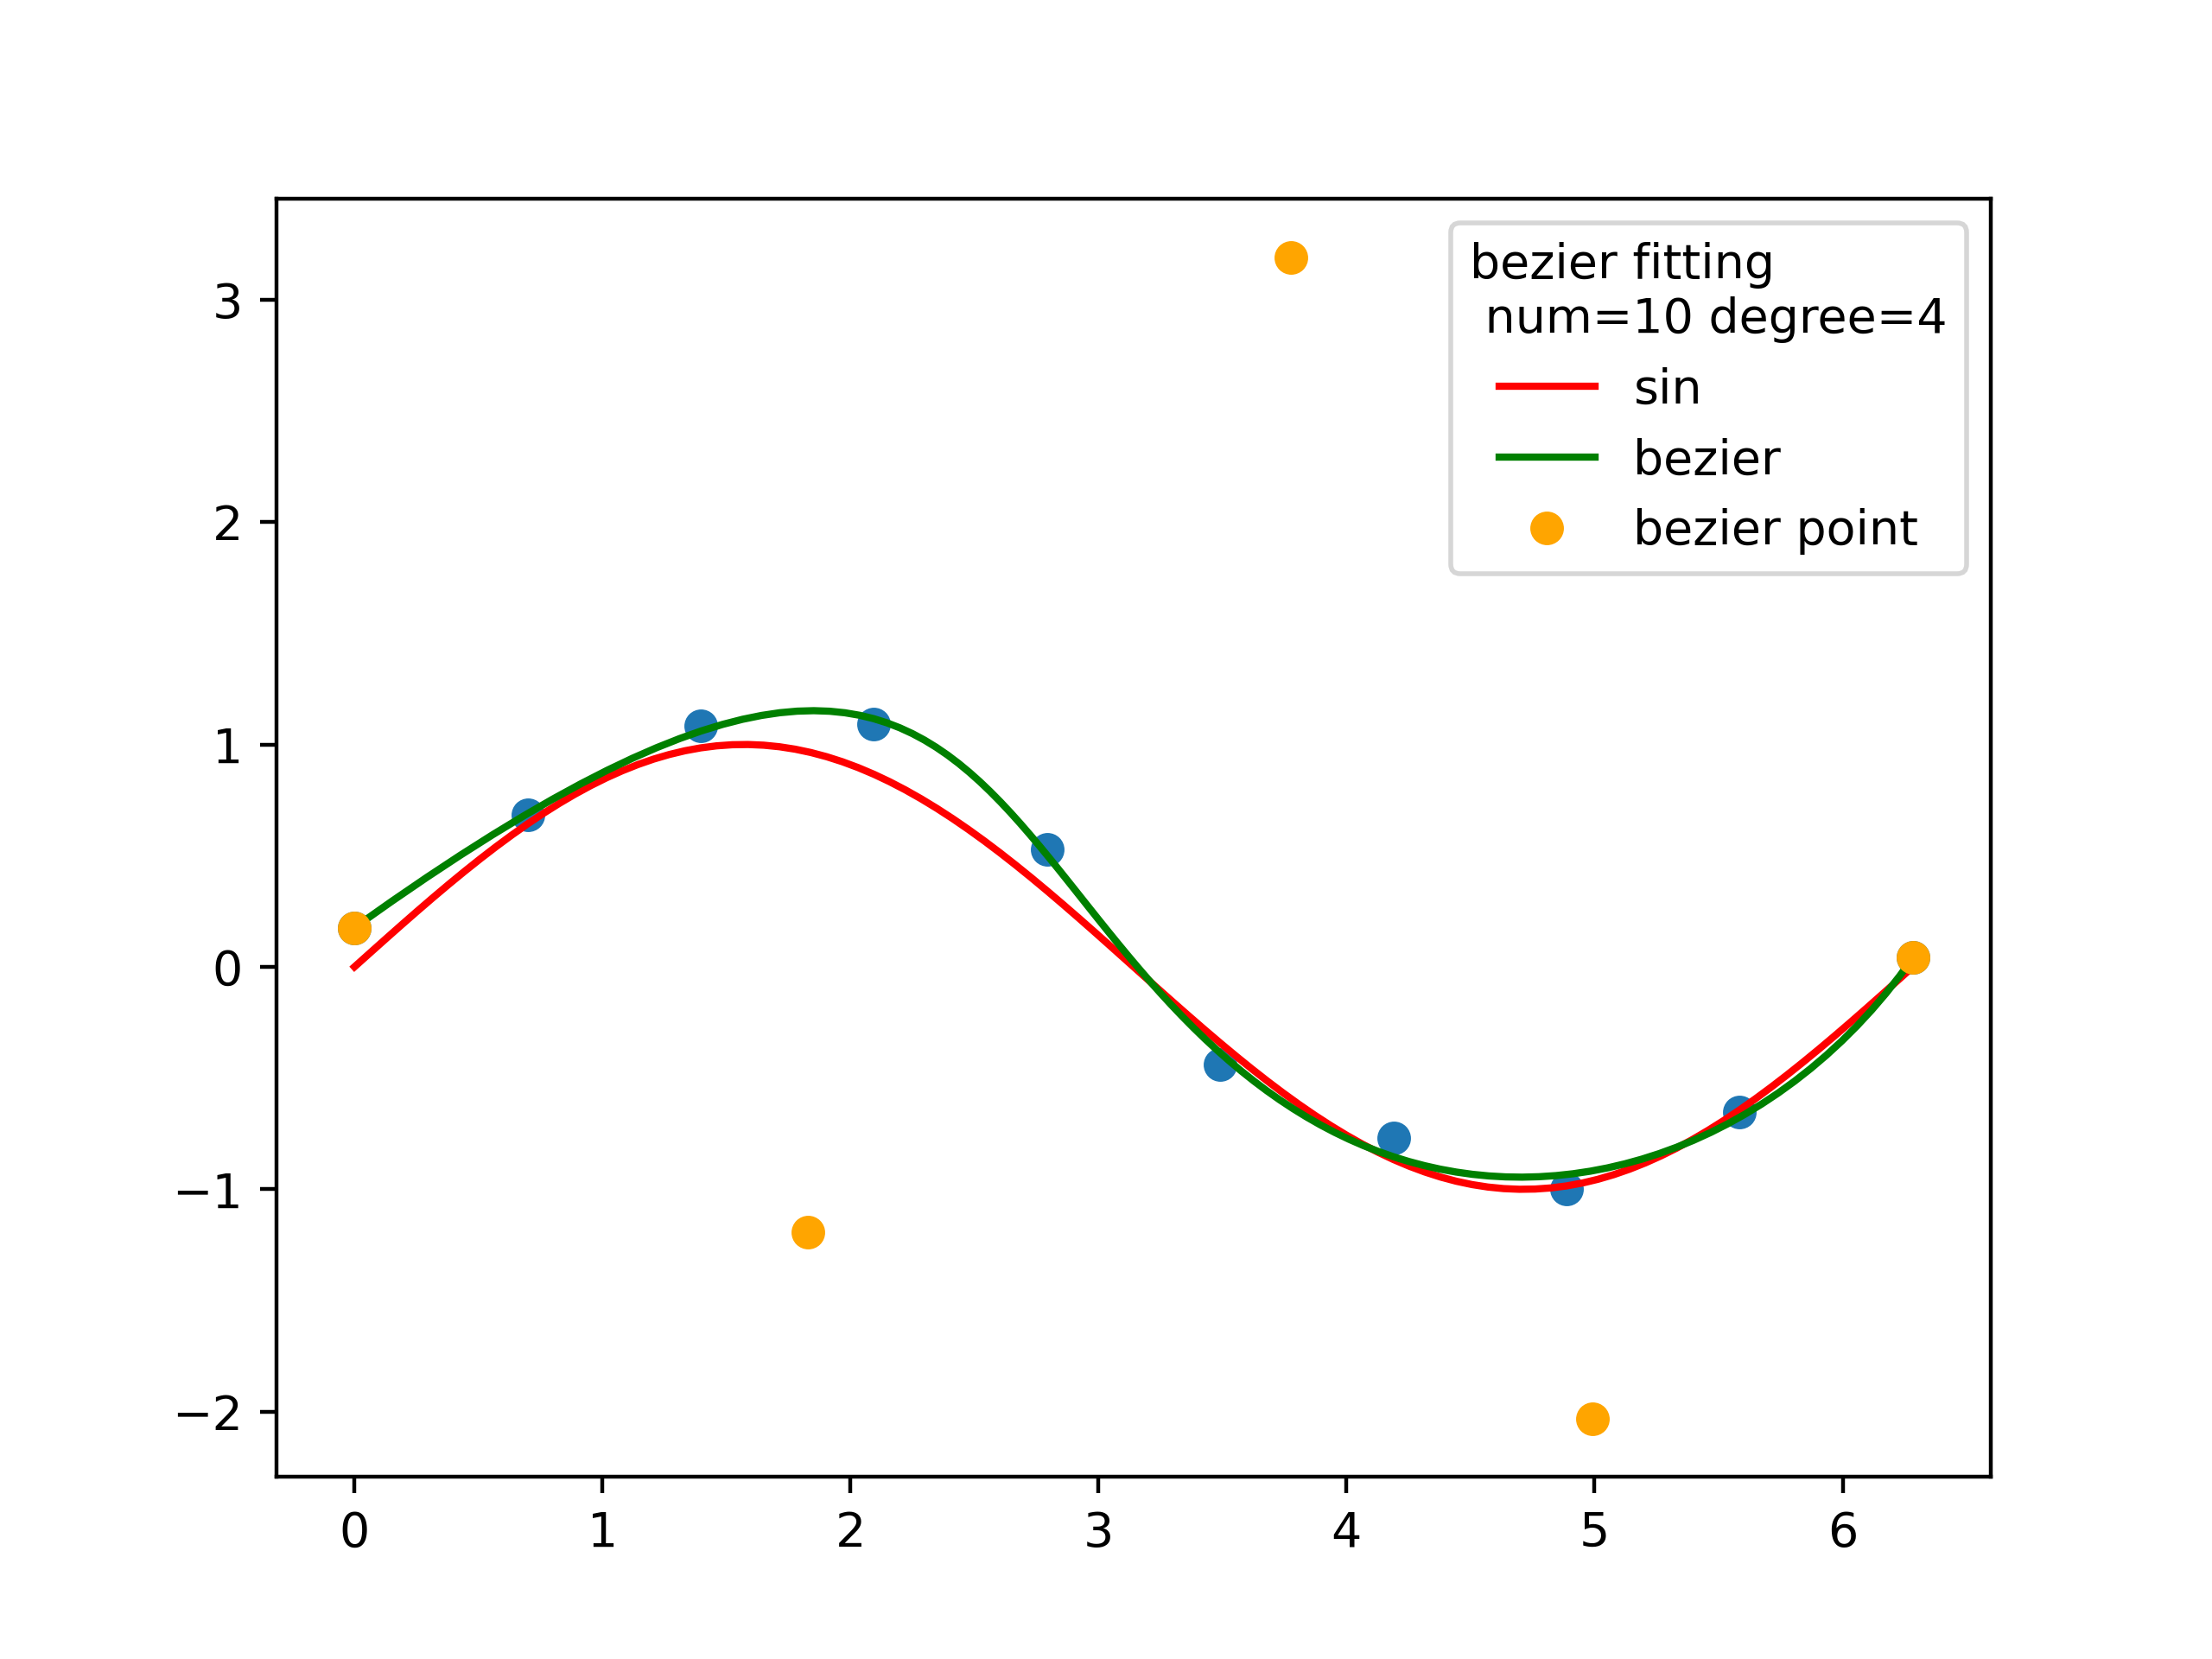 bezier fitting
num=10 degree=4
sin
bezier
bezier point
3
2
1
0
−1
−2
0 1 2 3 4 5 6